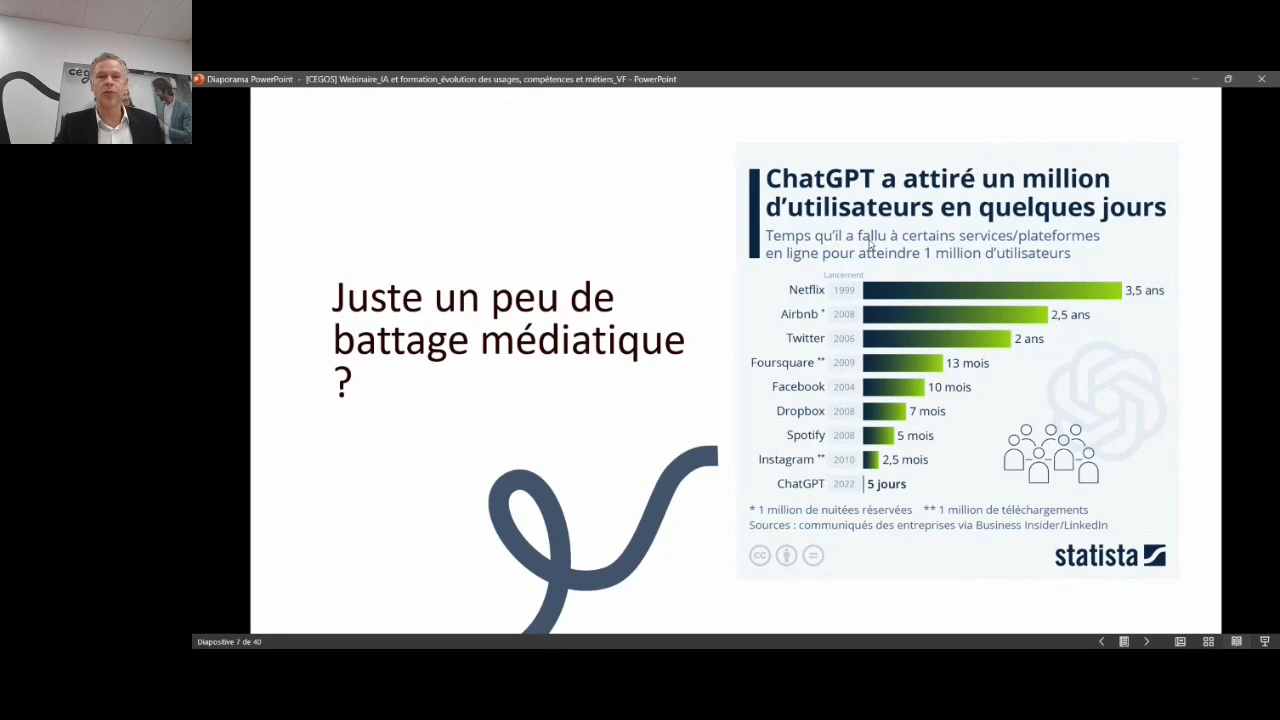 Diaporama PowerPoint - [CEGOS] Webinaire_IA et formation_évolution des usages, compétences et métiers_VF - PowerPoint
Juste un peu de
battage médiatique
?
ChatGPT a attiré un million
d'utilisateurs en quelques jours
Temps qu'il a fallu à certains services/plateformes
en ligne pour atteindre 1 million d'utilisateurs
Lancement
Netflix 1999 3,5 ans
Airbnb * 2008 2,5 ans
Twitter 2006 2 ans
Foursquare ** 2009 13 mois
Facebook 2004 10 mois
Dropbox 2008 7 mois
Spotify 2008 5 mois
Instagram ** 2010 2,5 mois
ChatGPT 2022 5 jours
* 1 million de nuitées réservées ** 1 million de téléchargements
Sources : communiqués des entreprises via Business Insider/LinkedIn
cc
statista
Diapositive 7 de 40